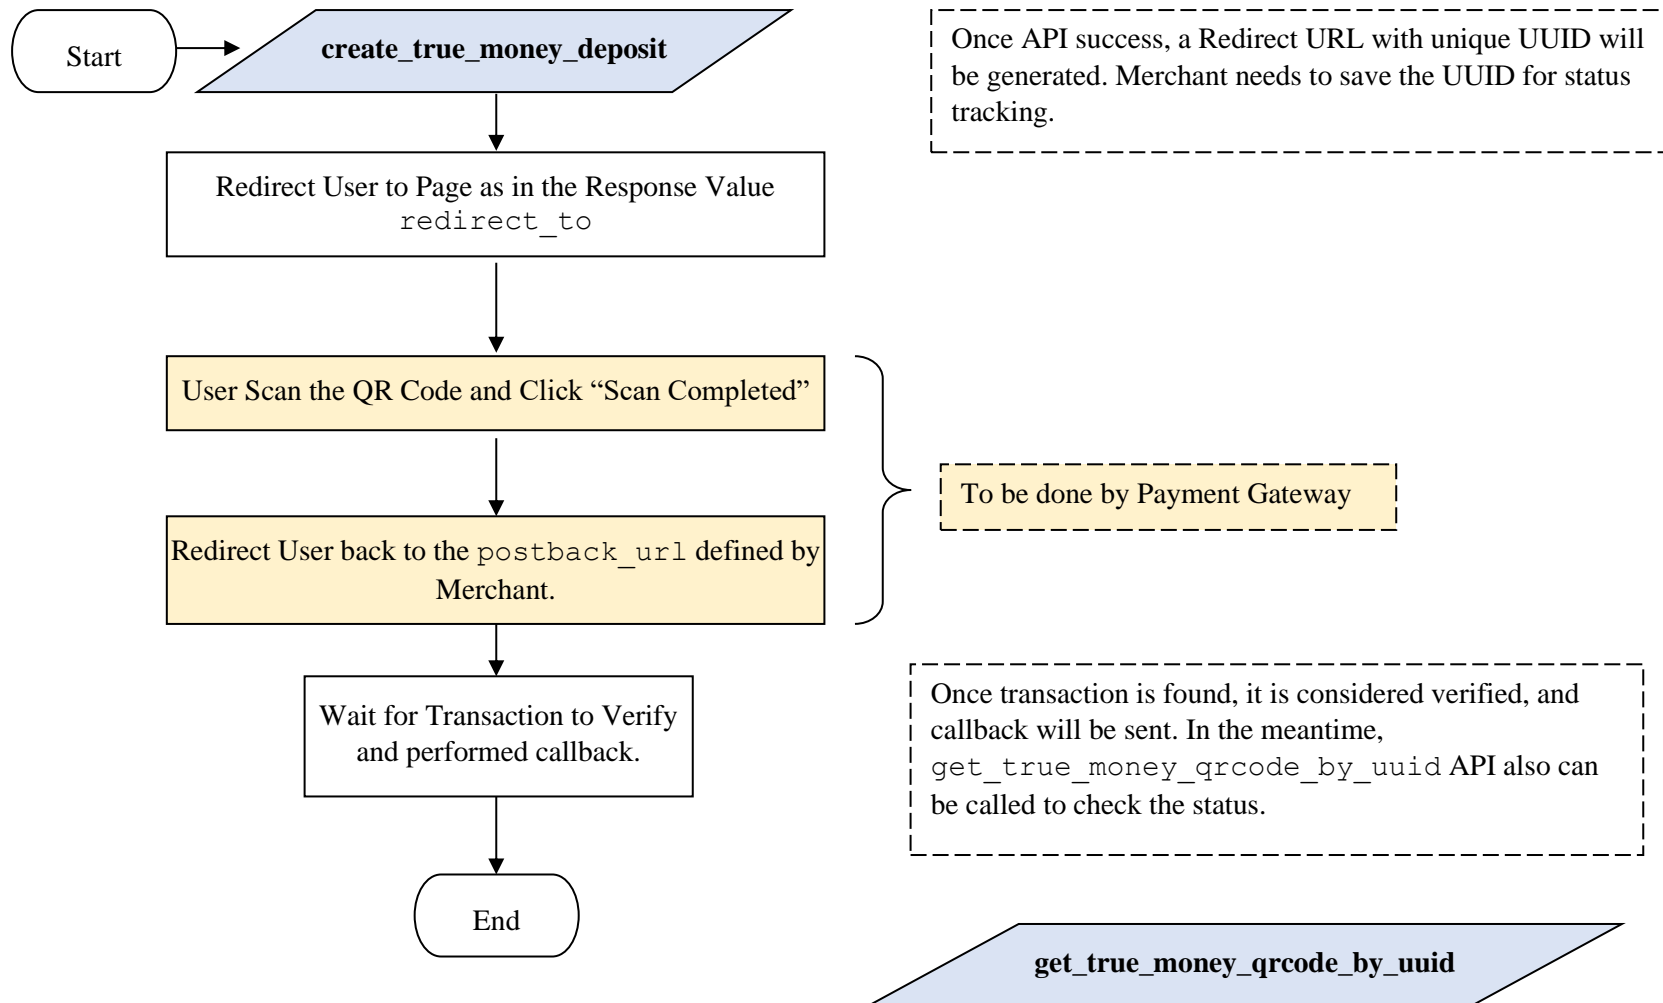 Start
create_true_money_deposit
Once API success, a Redirect URL with unique UUID will
be generated. Merchant needs to save the UUID for status
tracking.
Redirect User to Page as in the Response Value
redirect_to
User Scan the QR Code and Click “Scan Completed”
To be done by Payment Gateway
Redirect User back to the postback_url defined by
Merchant.
Wait for Transaction to Verify
and performed callback.
Once transaction is found, it is considered verified, and
callback will be sent. In the meantime,
get_true_money_qrcode_by_uuid API also can
be called to check the status.
End
get_true_money_qrcode_by_uuid